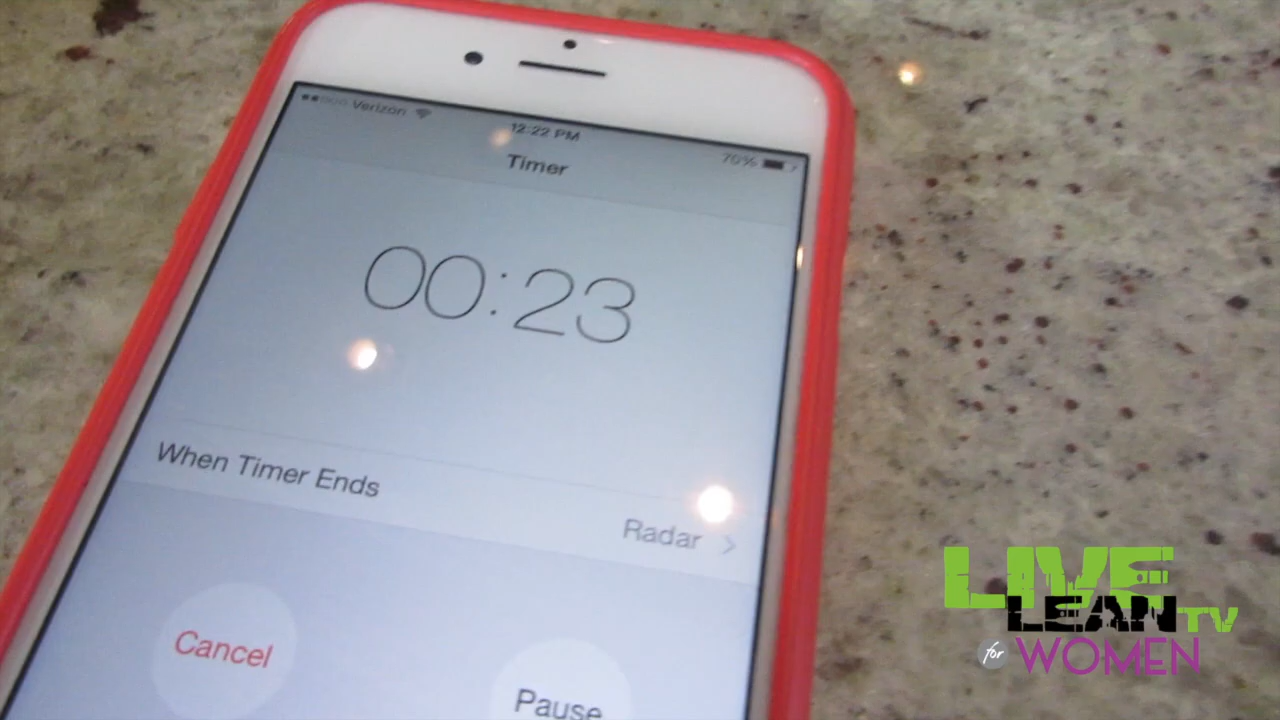 Verizon 12:22 PM 70%
Timer
00:23
When Timer Ends
Radar >
Cancel
Pause
LIVE
LEAN TV
for WOMEN